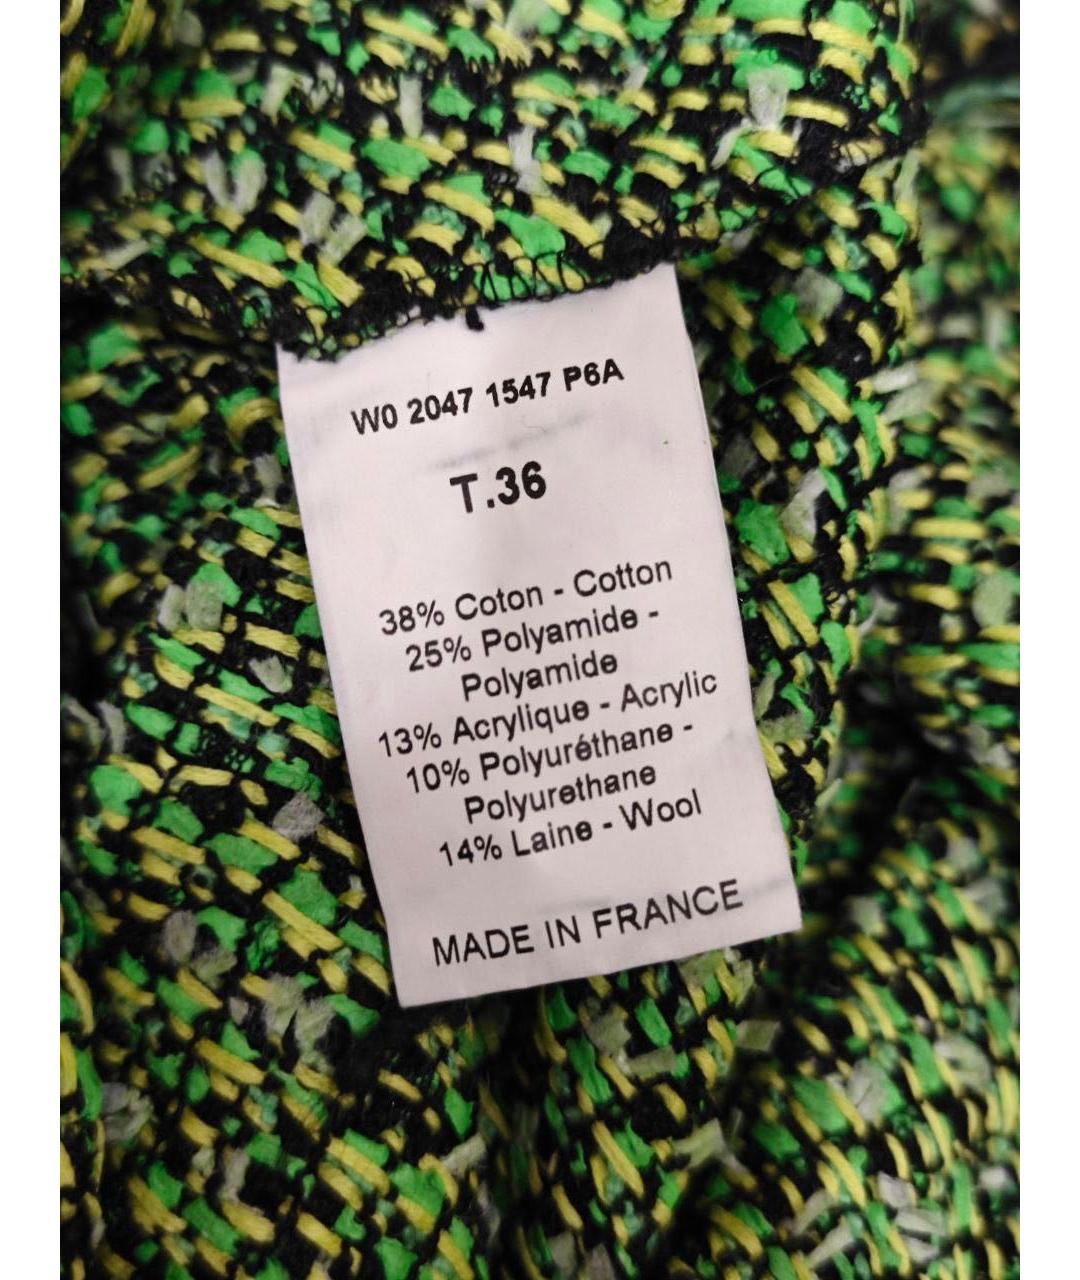 W0 2047 1547 P6A
T.36
38% Coton - Cotton
25% Polyamide -
Polyamide
13% Acrylique - Acrylic
10% Polyuréthane -
Polyurethane
14% Laine - Wool
MADE IN FRANCE